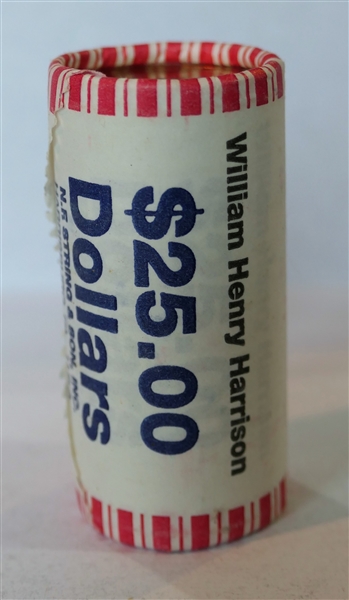 William Henry Harrison
$25.00
Dollars
N.F. STRING & SON, INC.